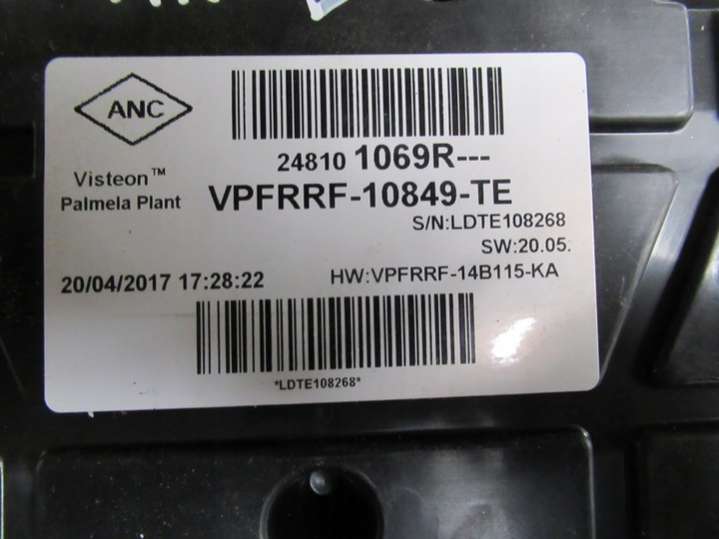 ANC
24810 1069R---
Visteon™
Palmela Plant
VPFRRF-10849-TE
S/N:LDTE108268
SW:20.05.
20/04/2017 17:28:22
HW:VPFRRF-14B115-KA
*LDTE108268*